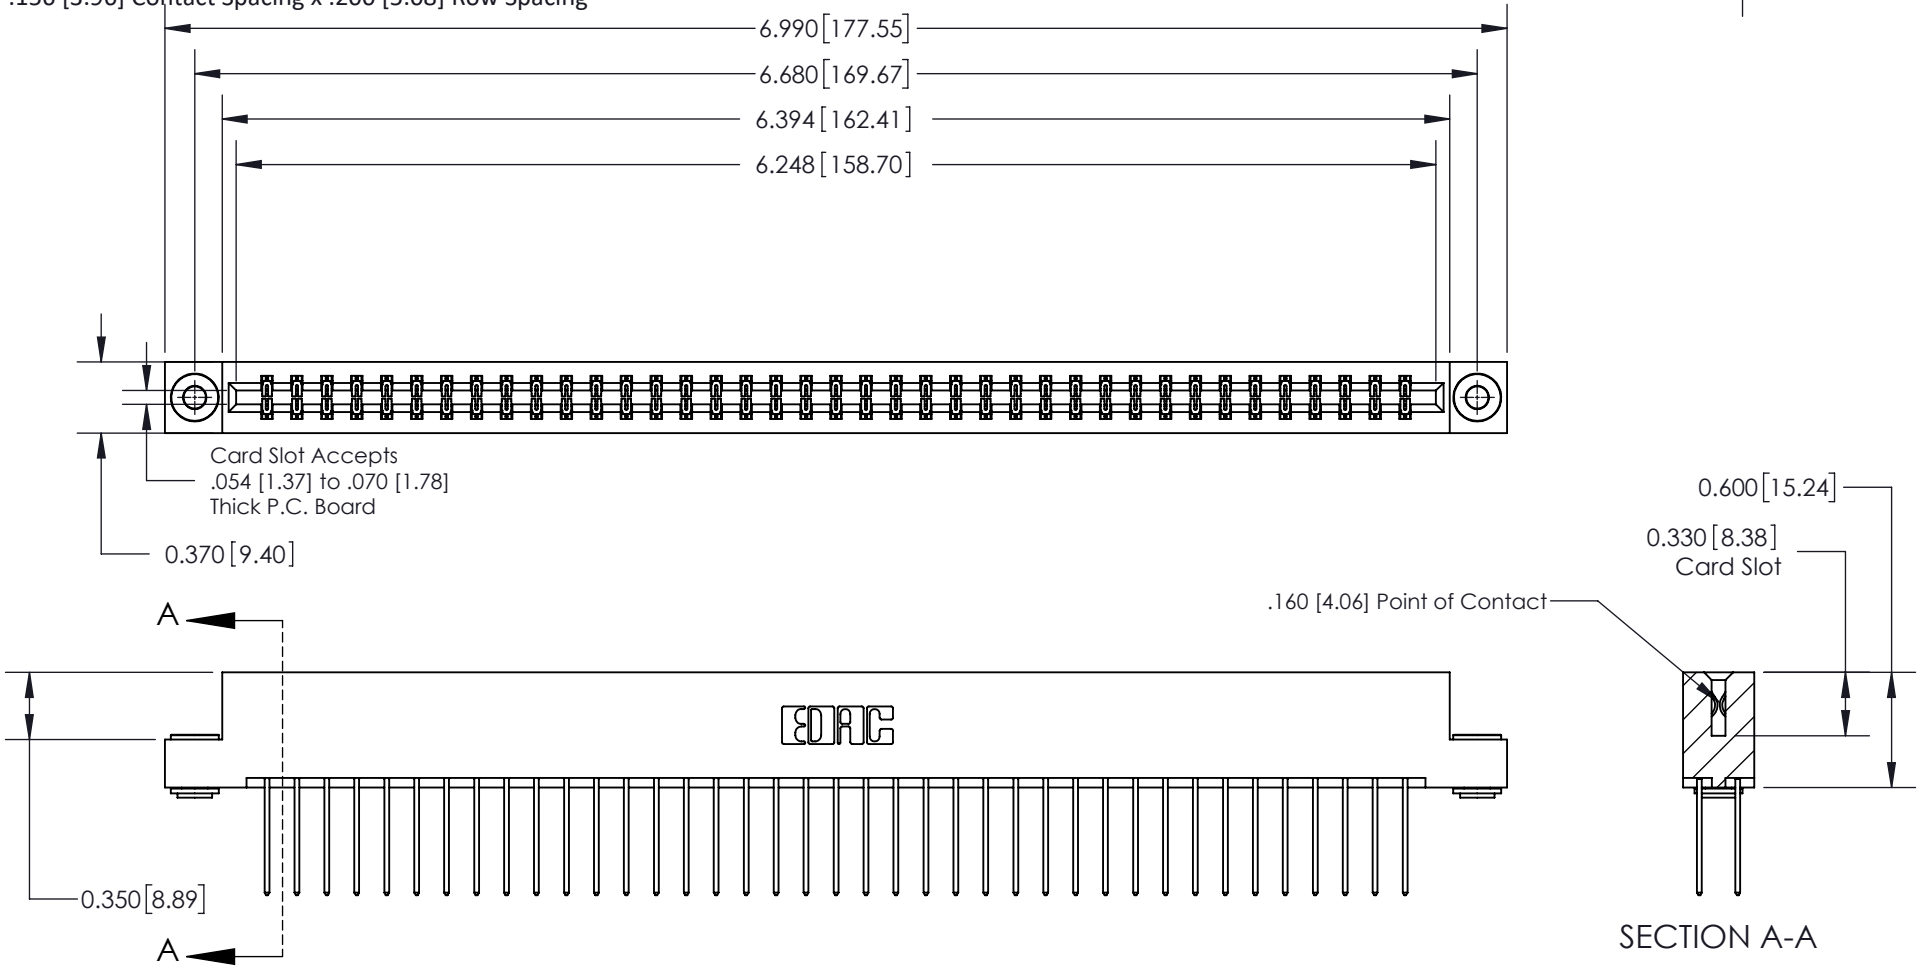 .156 [3.96] Contact Spacing x .200 [5.08] Row Spacing
6.990[177.55]
6.680[169.67]
6.394[162.41]
6.248[158.70]
Card Slot Accepts
.054 [1.37] to .070 [1.78]
Thick P.C. Board
0.370[9.40]
0.600[15.24]
0.330[8.38]
Card Slot
.160 [4.06] Point of Contact
A
EDAC
0.350[8.89]
A
SECTION A-A